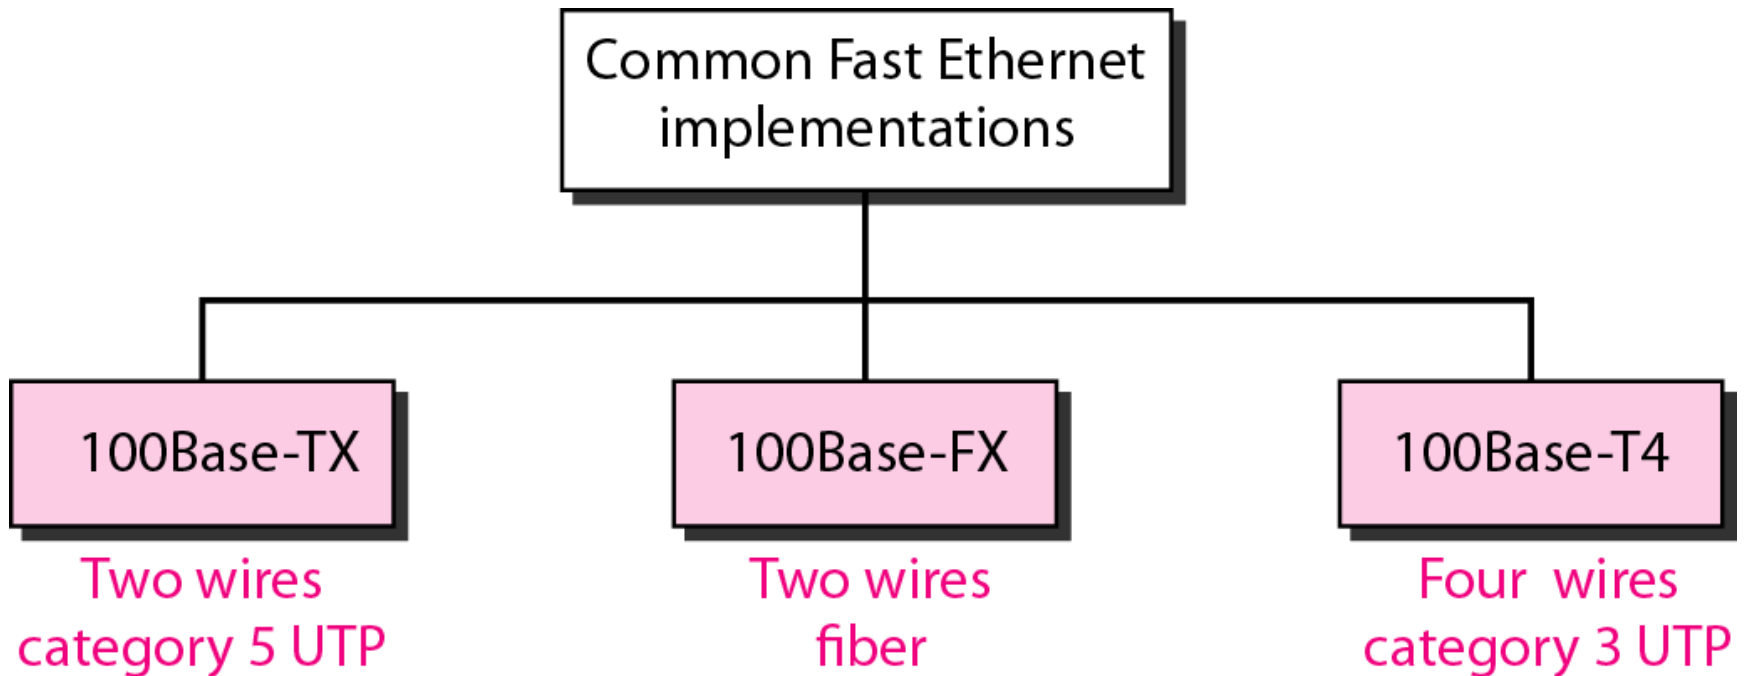 Common Fast Ethernet
implementations
100Base-TX
100Base-FX
100Base-T4
Two wires
category 5 UTP
Two wires
fiber
Four wires
category 3 UTP